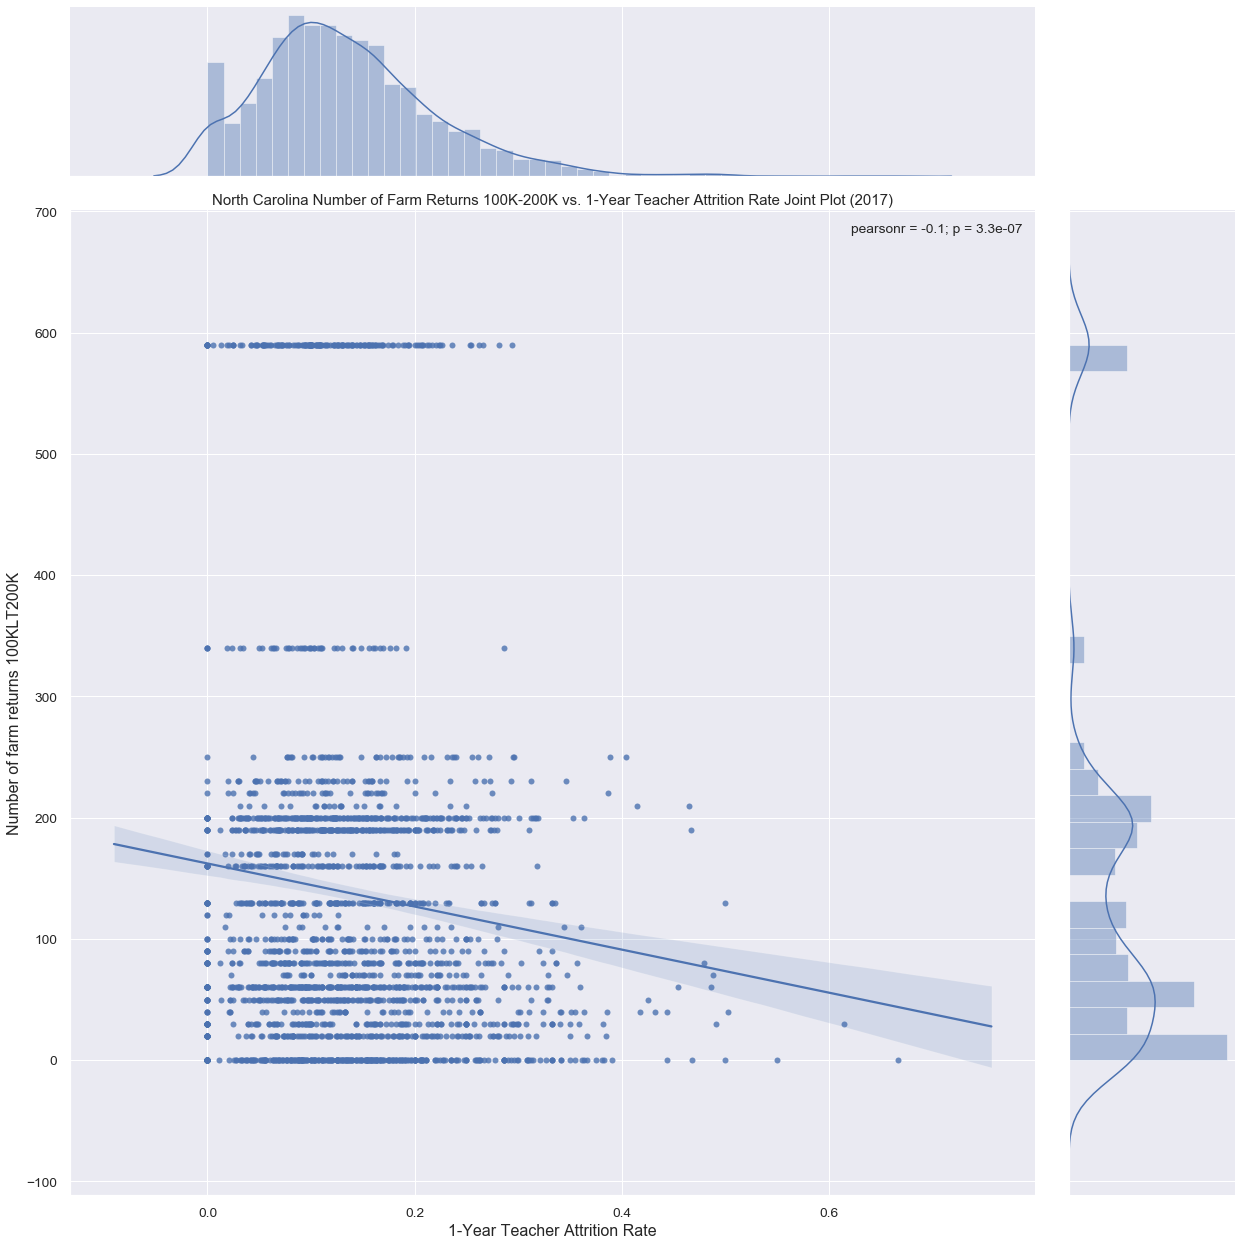 North Carolina Number of Farm Returns 100K-200K vs. 1-Year Teacher Attrition Rate Joint Plot (2017)
pearsonr = -0.1; p = 3.3e-07
Number of farm returns 100KLT200K
700
600
500
400
300
200
100
0
−100
0.0 0.2 0.4 0.6
1-Year Teacher Attrition Rate